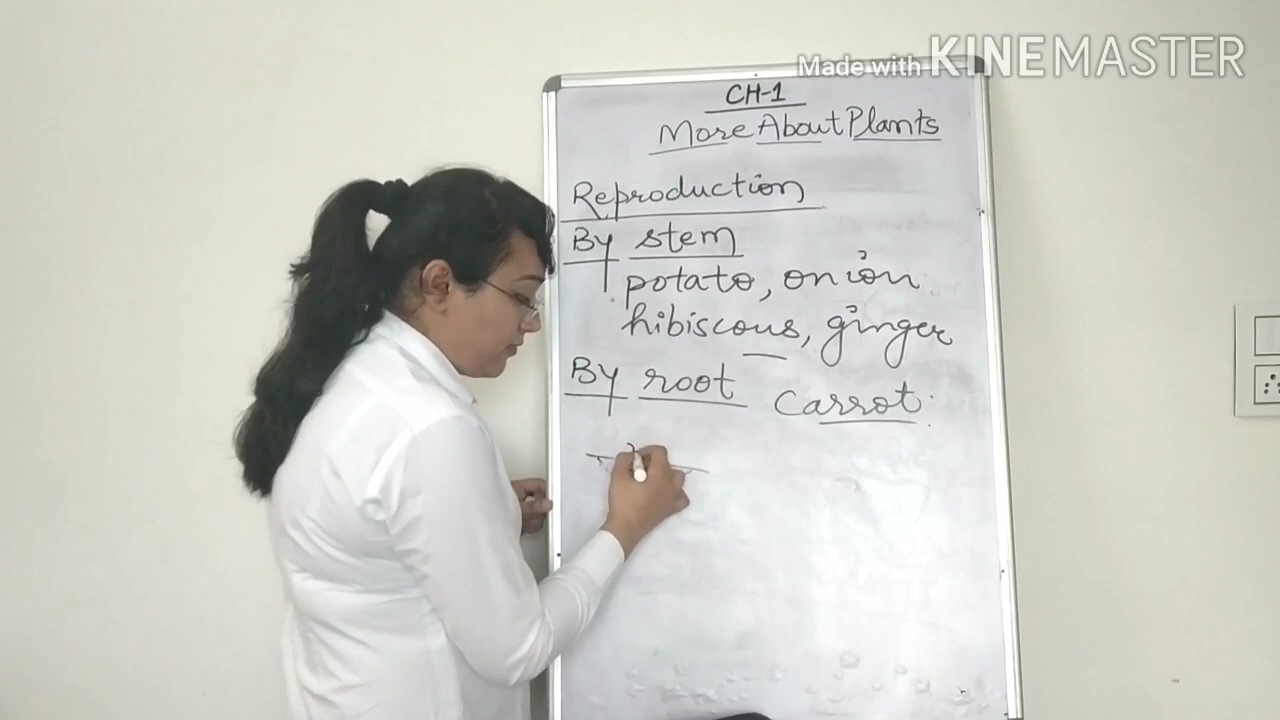 Made with KINEMASTER
CH-1
More About Plants
Reproduction
By stem
potato, onion
hibiscous, ginger
By root carrot.